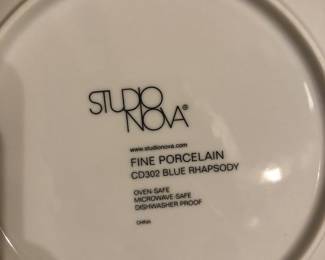 STUDIO
NOVA®
www.studionova.com
FINE PORCELAIN
CD302 BLUE RHAPSODY
OVEN-SAFE
MICROWAVE-SAFE
DISHWASHER PROOF
CHINA